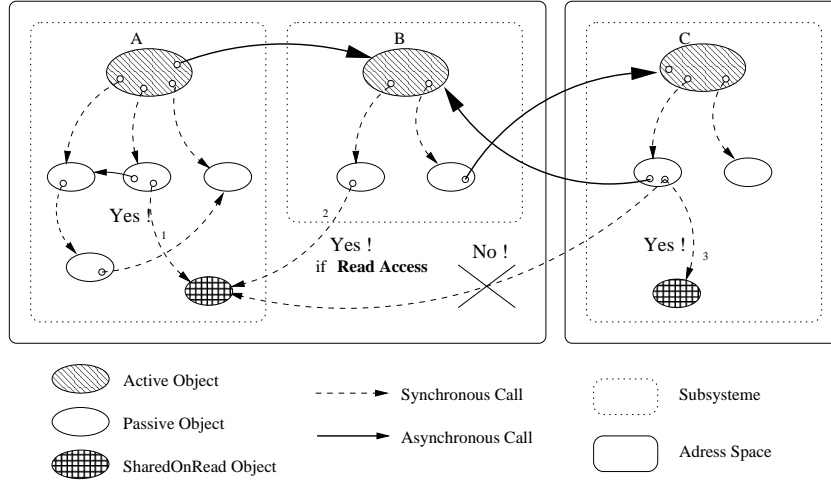 A
B
C
Yes !
1
2
Yes !
if Read Access
No !
Yes !
3
Active Object
Passive Object
SharedOnRead Object
Synchronous Call
Asynchronous Call
Subsysteme
Adress Space